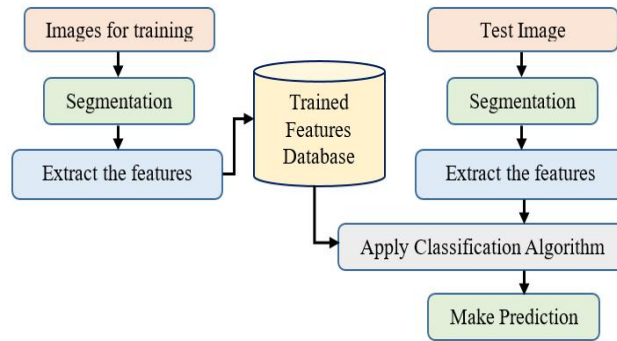 Images for training
Segmentation
Extract the features
Trained
Features
Database
Test Image
Segmentation
Extract the features
Apply Classification Algorithm
Make Prediction